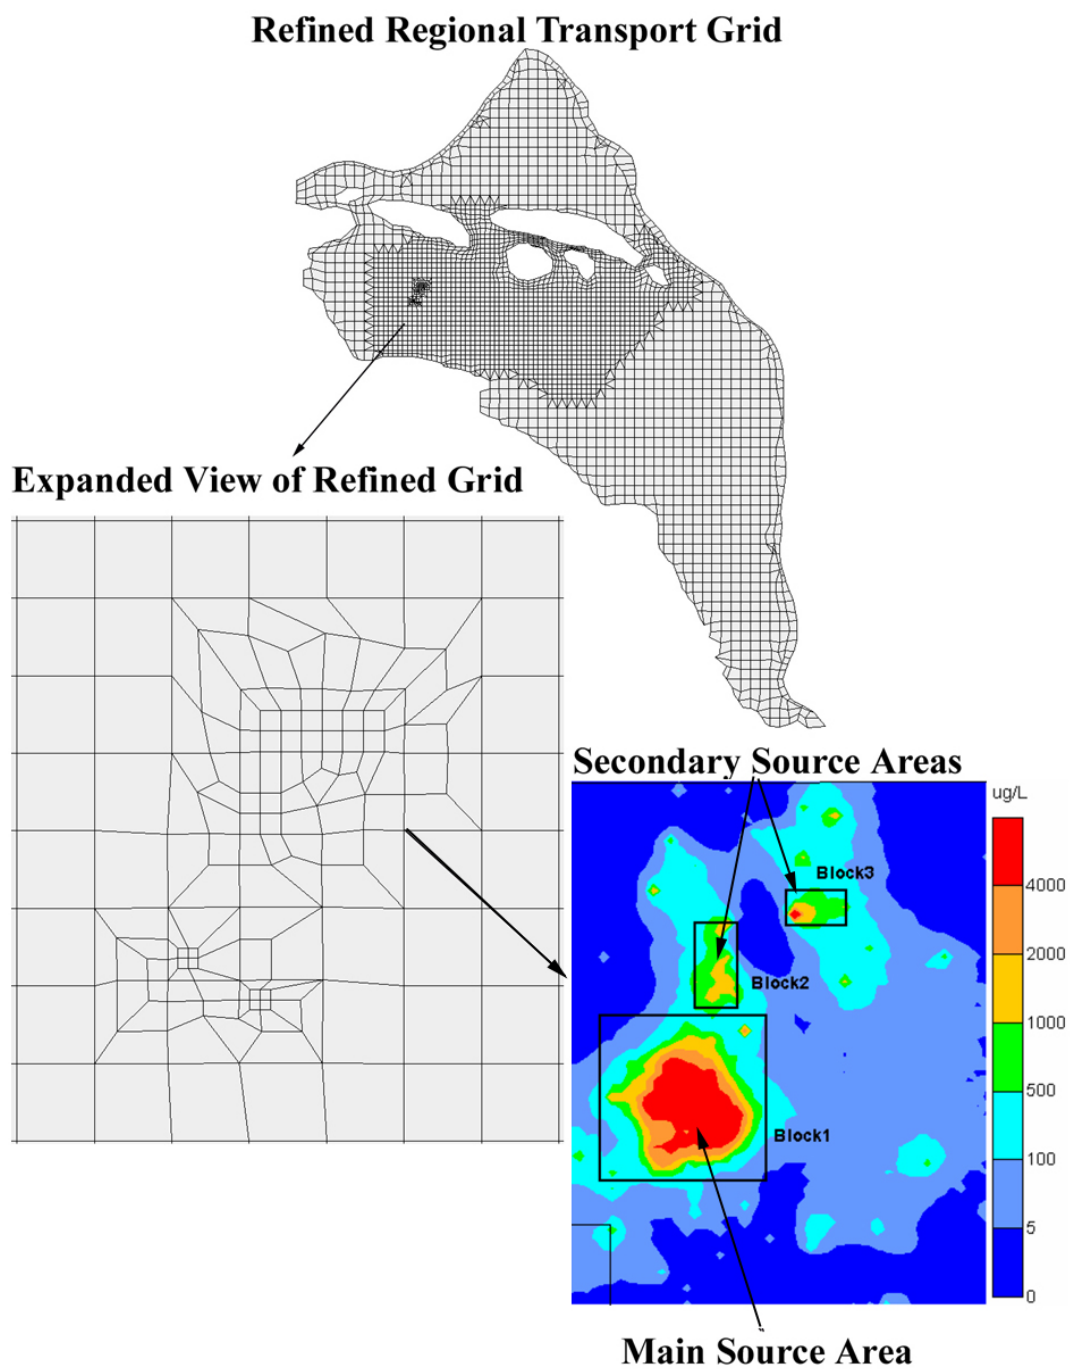 Refined Regional Transport Grid
Expanded View of Refined Grid
Secondary Source Areas
ug/L
Block3
4000
2000
Block2
1000
500
Block1
100
5
0
Main Source Area